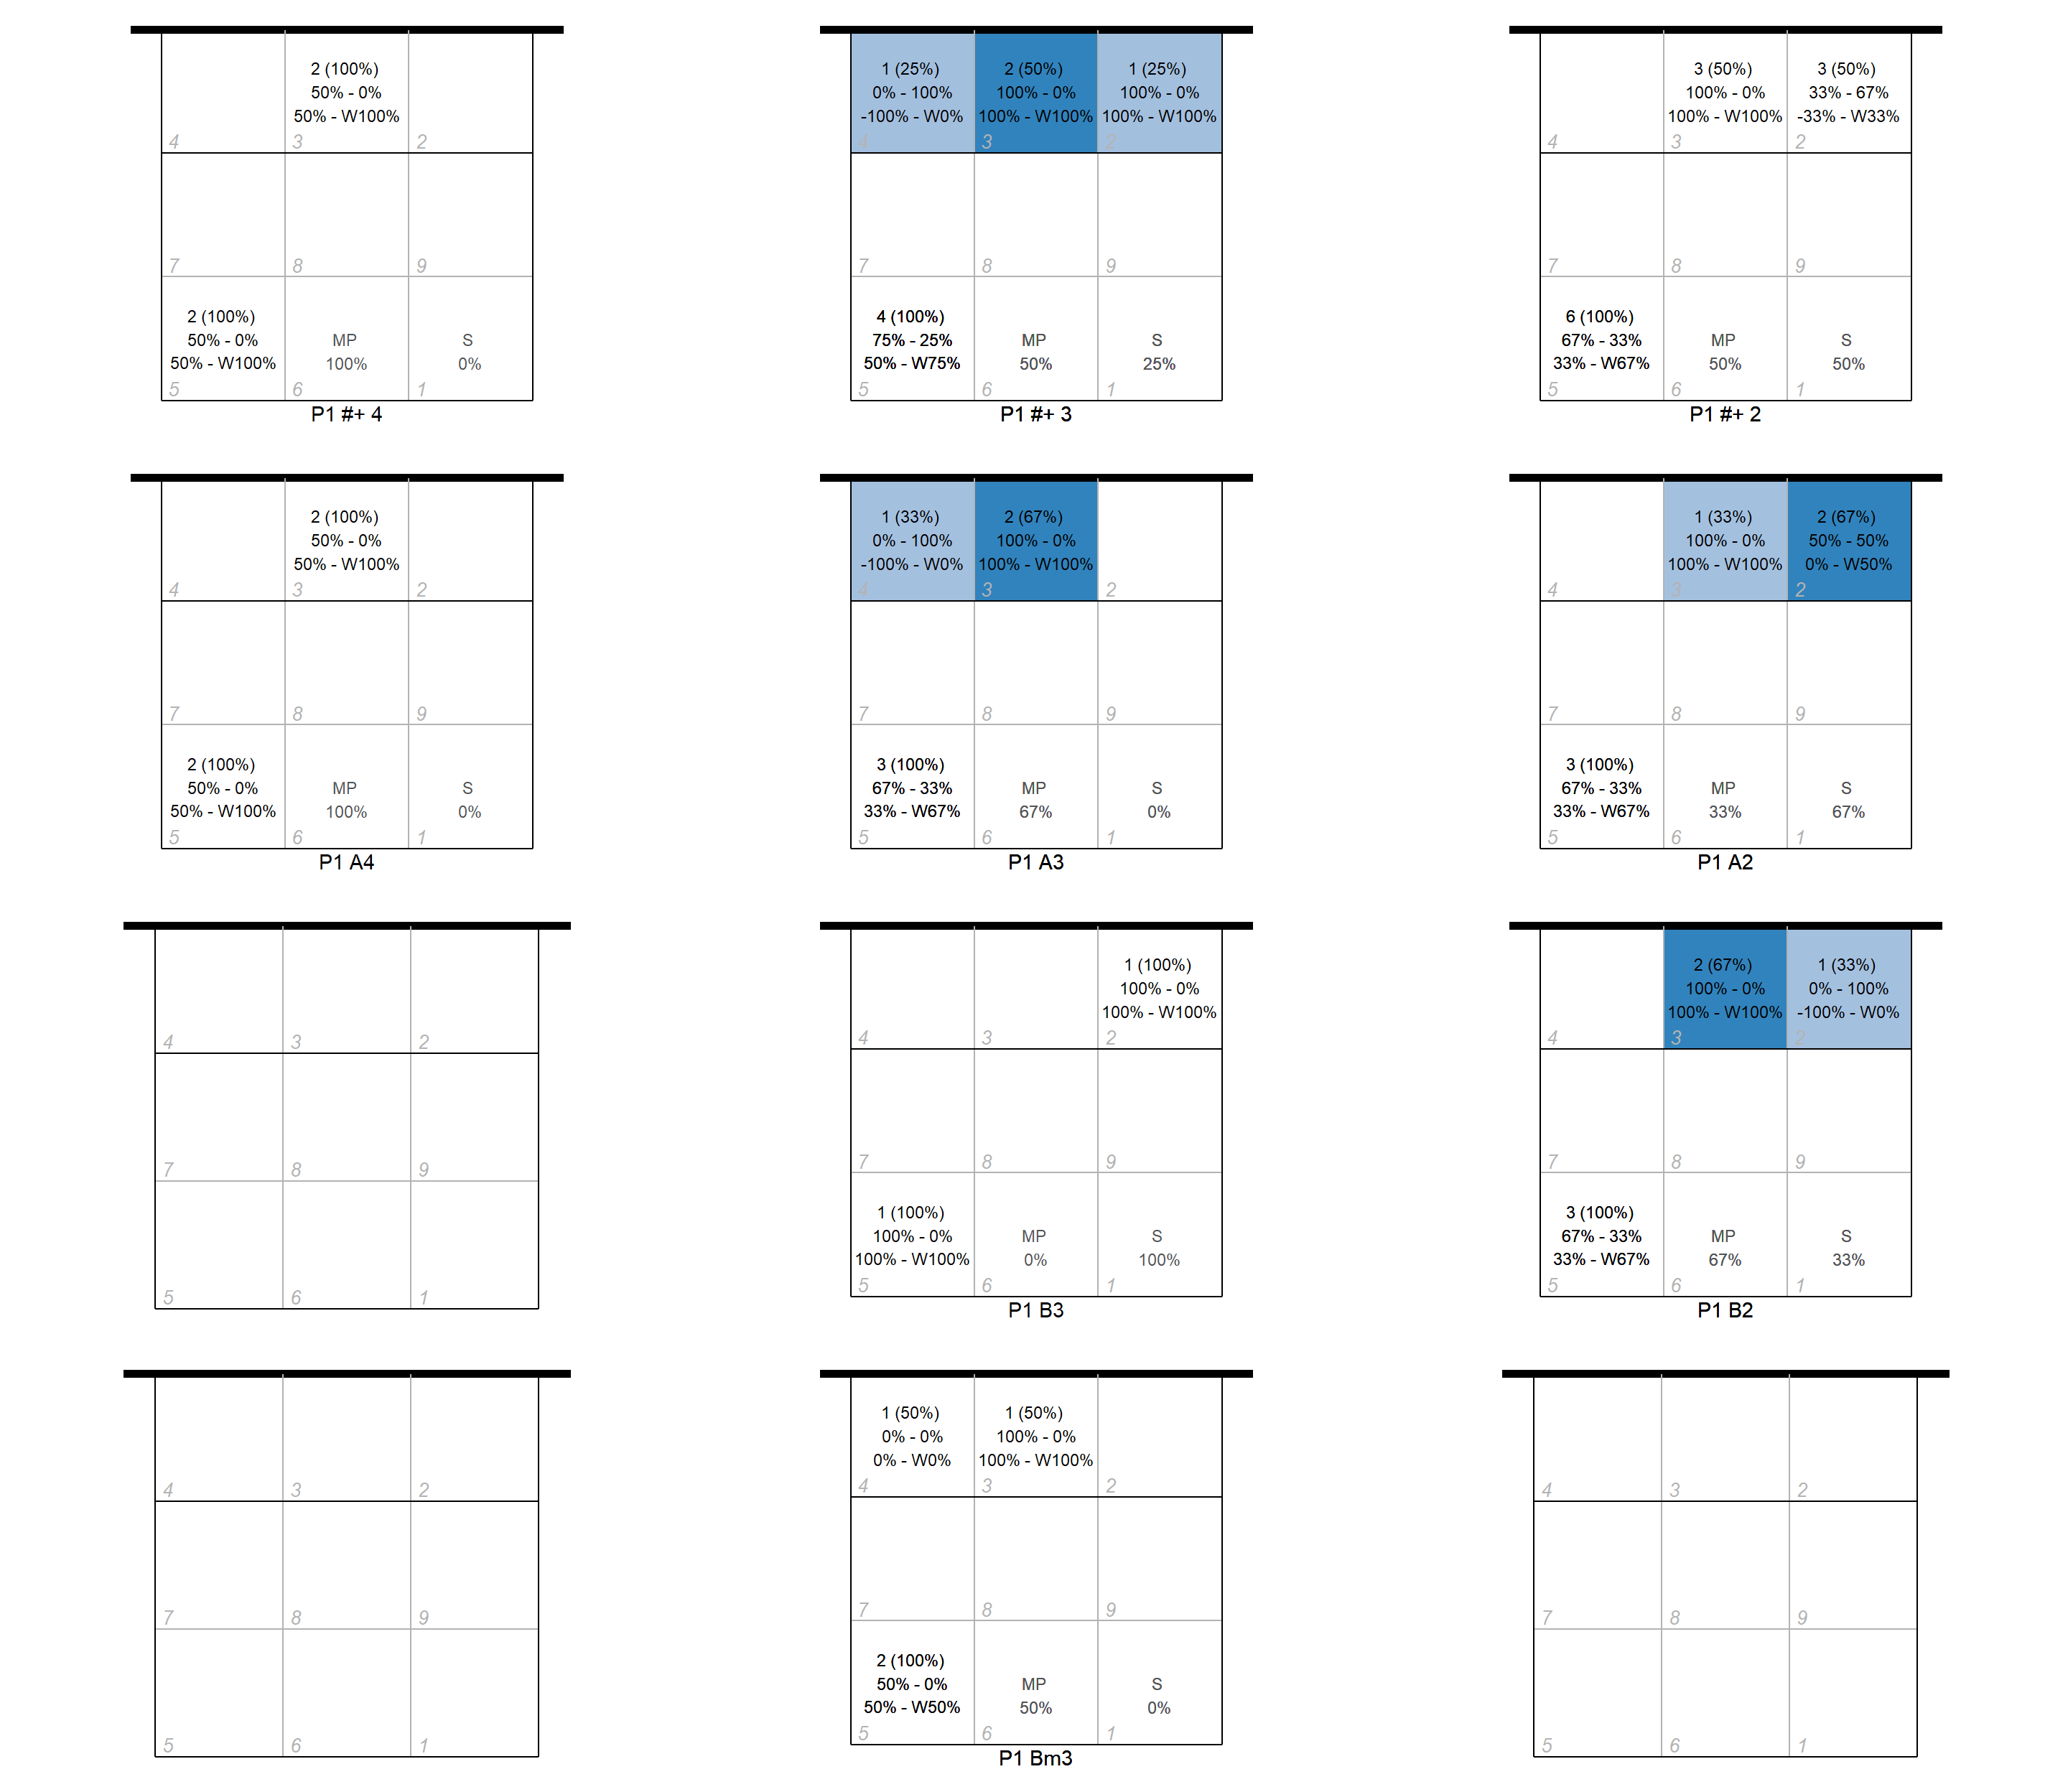 2 (100%)
50% - 0%
50% - W100%
4
3
2
7
8
9
2 (100%)
50% - 0%
50% - W100%
MP
100%
S
0%
5
6
1
P1 #+ 4
1 (25%)
0% - 100%
-100% - W0%
2 (50%)
100% - 0%
100% - W100%
1 (25%)
100% - 0%
100% - W100%
4
3
2
7
8
9
4 (100%)
75% - 25%
50% - W75%
MP
50%
S
25%
5
6
1
P1 #+ 3
3 (50%)
100% - 0%
100% - W100%
3 (50%)
33% - 67%
-33% - W33%
4
3
2
7
8
9
6 (100%)
67% - 33%
33% - W67%
MP
50%
S
50%
5
6
1
P1 #+ 2
2 (100%)
50% - 0%
50% - W100%
4
3
2
7
8
9
2 (100%)
50% - 0%
50% - W100%
MP
100%
S
0%
5
6
1
P1 A4
1 (33%)
0% - 100%
-100% - W0%
2 (67%)
100% - 0%
100% - W100%
4
3
2
7
8
9
3 (100%)
67% - 33%
33% - W67%
MP
67%
S
0%
5
6
1
P1 A3
1 (33%)
100% - 0%
100% - W100%
2 (67%)
50% - 50%
0% - W50%
4
3
2
7
8
9
3 (100%)
67% - 33%
33% - W67%
MP
33%
S
67%
5
6
1
P1 A2
4
3
2
7
8
9
5
6
1
1 (100%)
100% - 0%
100% - W100%
4
3
2
7
8
9
1 (100%)
100% - 0%
100% - W100%
MP
0%
S
100%
5
6
1
P1 B3
2 (67%)
100% - 0%
100% - W100%
1 (33%)
0% - 100%
-100% - W0%
4
3
2
7
8
9
3 (100%)
67% - 33%
33% - W67%
MP
67%
S
33%
5
6
1
P1 B2
4
3
2
7
8
9
5
6
1
1 (50%)
0% - 0%
0% - W0%
1 (50%)
100% - 0%
100% - W100%
4
3
2
7
8
9
2 (100%)
50% - 0%
50% - W50%
MP
50%
S
0%
5
6
1
P1 Bm3
4
3
2
7
8
9
5
6
1